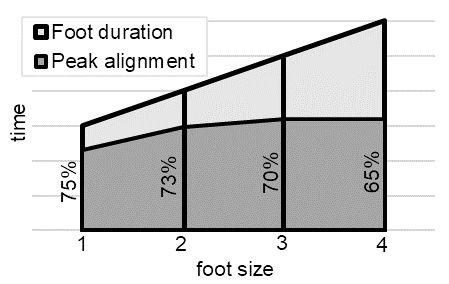 Foot duration
Peak alignment
time
75%
73%
70%
65%
1 2 3 4
foot size